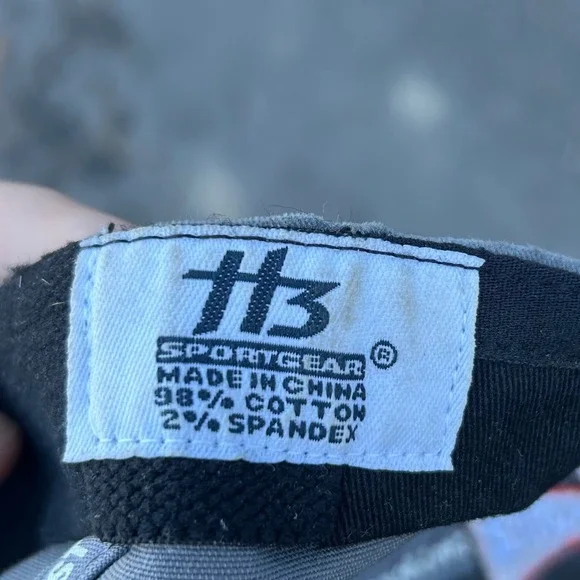 H3
SPORTGEAR ®
MADE IN CHINA
98% COTTON
2% SPANDEX